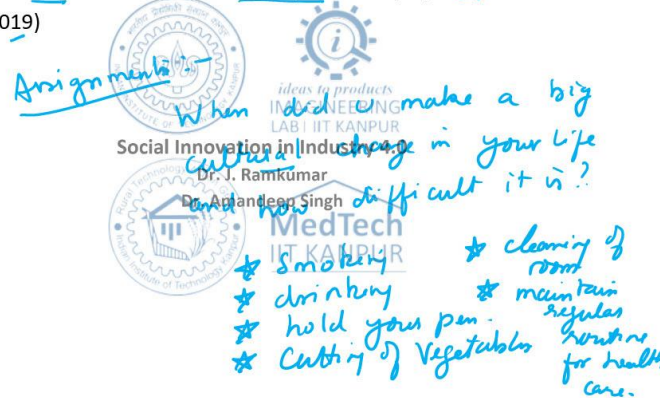 019)
Assignment :-
ideas to products
IMAGINEERING
LAB | IIT KANPUR
When did u make a big
Social Innovation in Industry 4.0
cultural change in your life
Dr. J. Ramkumar
Dr. Amandeep Singh
and how difficult it is?
MedTech
IIT KANPUR
★ Smoking
★ drinking
★ hold your pen.
★ Cutting of Vegetables
★ cleaning of
room
★ maintain
regular
routine
for health
care.